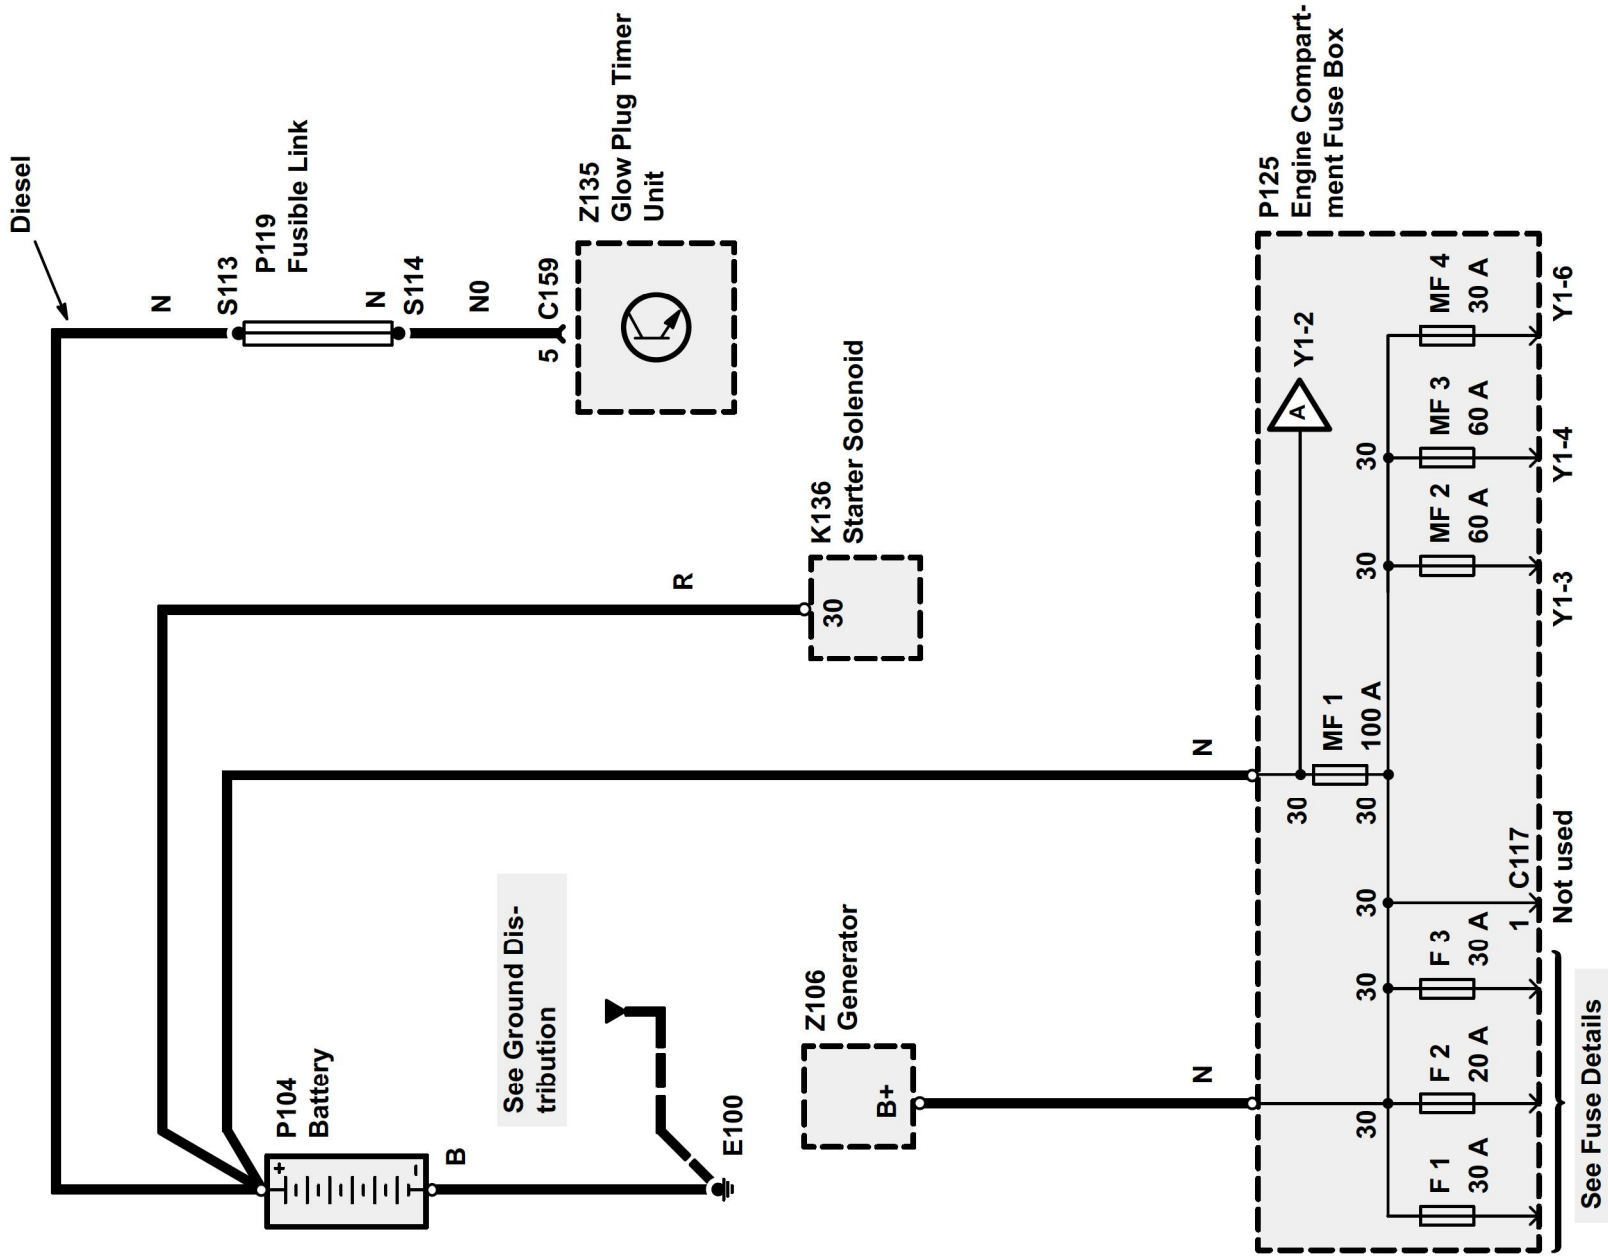 Diesel
N
S113
P119
Fusible Link
N
S114
N0
5
C159
Z135
Glow Plug Timer
Unit
R
K136
Starter Solenoid
30
P104
Battery
+
-
B
See Ground Dis-
tribution
E100
Z106
Generator
B+
N
N
P125
Engine Compart-
ment Fuse Box
A
Y1-2
30
MF 1
100 A
30
30
30
30
30
30
F 1
30 A
F 2
20 A
F 3
30 A
1
C117
MF 2
60 A
MF 3
60 A
MF 4
30 A
See Fuse Details
Not used
Y1-3
Y1-4
Y1-6